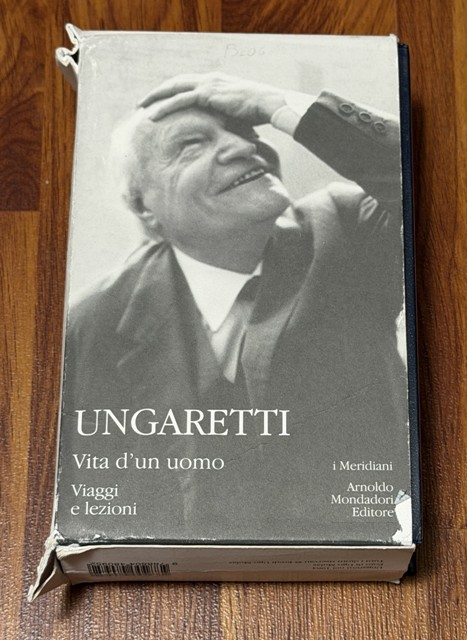 UNGARETTI
Vita d'un uomo
Viaggi
e lezioni
i Meridiani
Arnoldo
Mondadori
Editore